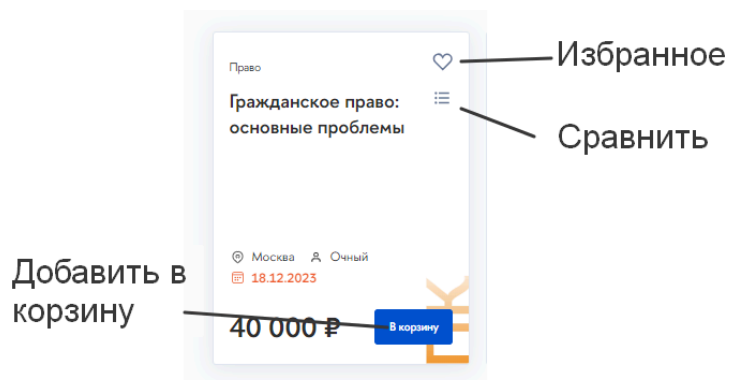 Избранное
Право
Гражданское право:
основные проблемы
Сравнить
Москва Очный
18.12.2023
Добавить в
корзину
40 000 ₽
В корзину